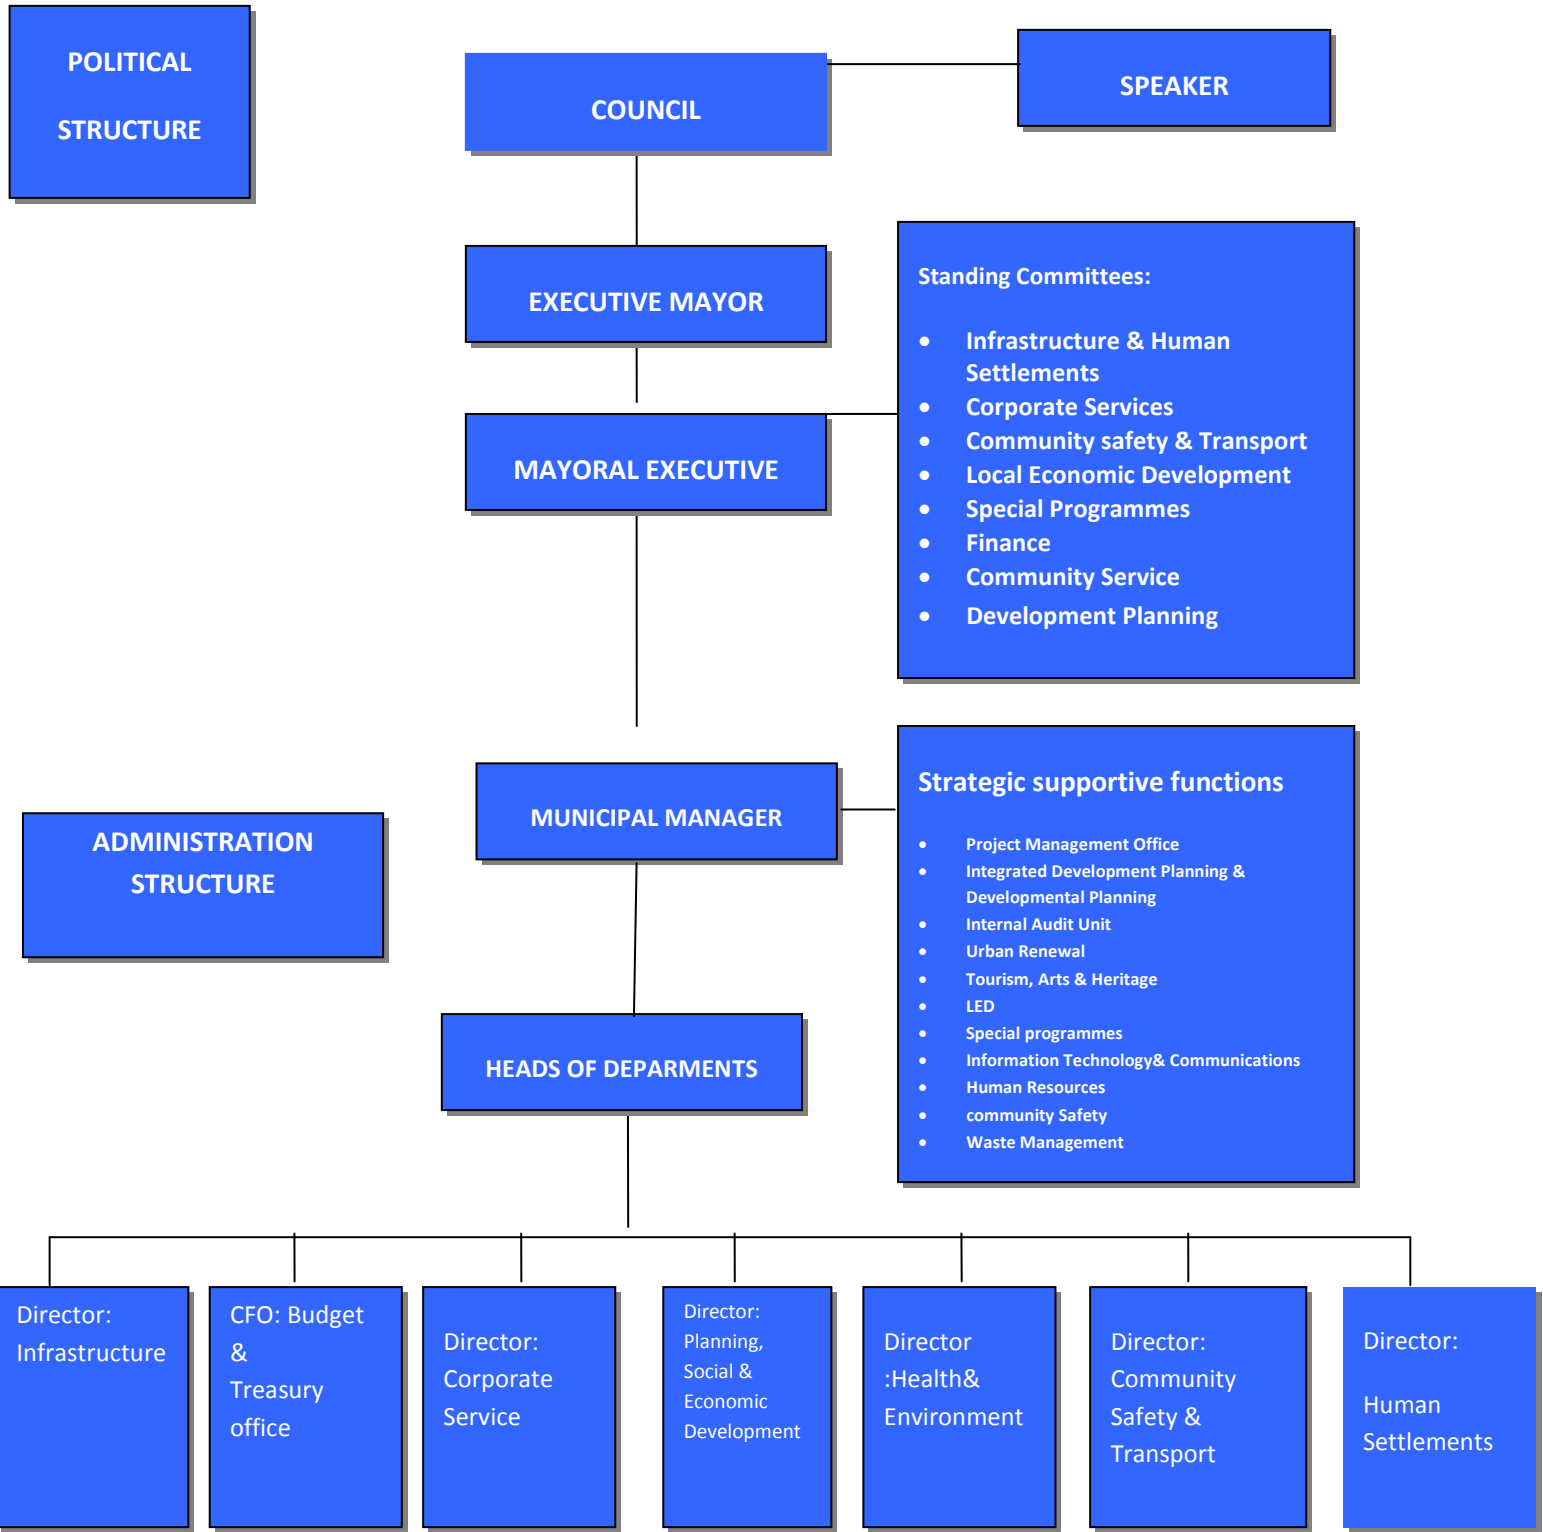 POLITICAL
STRUCTURE
COUNCIL
SPEAKER
EXECUTIVE MAYOR
MAYORAL EXECUTIVE
Standing Committees:
• Infrastructure & Human
Settlements
• Corporate Services
• Community safety & Transport
• Local Economic Development
• Special Programmes
• Finance
• Community Service
• Development Planning
ADMINISTRATION
STRUCTURE
MUNICIPAL MANAGER
Strategic supportive functions
• Project Management Office
• Integrated Development Planning &
Developmental Planning
• Internal Audit Unit
• Urban Renewal
• Tourism, Arts & Heritage
• LED
• Special programmes
• Information Technology& Communications
• Human Resources
• community Safety
• Waste Management
HEADS OF DEPARMENTS
Director:
Infrastructure
CFO: Budget
&
Treasury
office
Director:
Corporate
Service
Director:
Planning,
Social &
Economic
Development
Director
:Health&
Environment
Director:
Community
Safety &
Transport
Director:
Human
Settlements